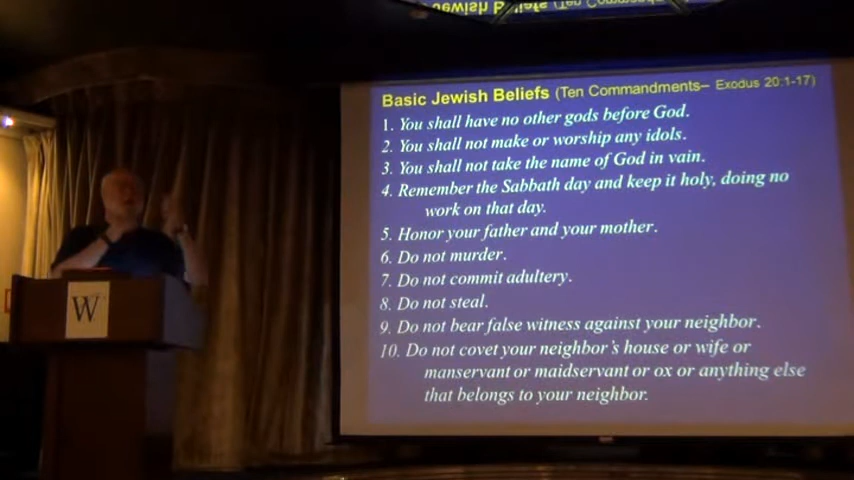 Basic Jewish Beliefs (Ten Commandments– Exodus 20:1-17)
1. You shall have no other gods before God.
2. You shall not make or worship any idols.
3. You shall not take the name of God in vain.
4. Remember the Sabbath day and keep it holy, doing no
work on that day.
5. Honor your father and your mother.
6. Do not murder.
7. Do not commit adultery.
8. Do not steal.
9. Do not bear false witness against your neighbor.
10. Do not covet your neighbor's house or wife or
manservant or maidservant or ox or anything else
that belongs to your neighbor.
W